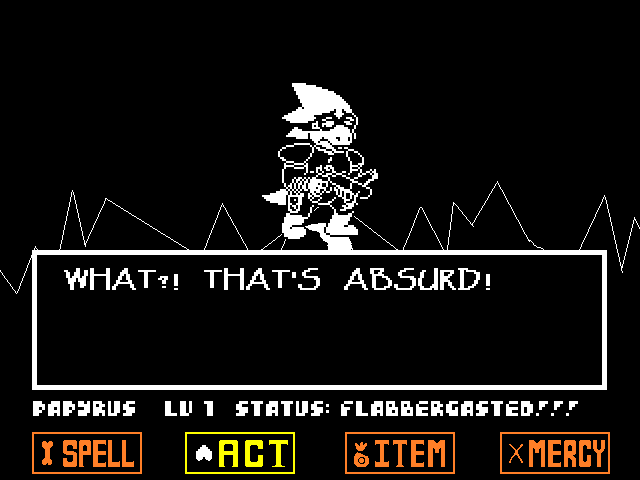 WHAT?! THAT'S ABSURD!
PAPYRUS LV 1 STATUS: FLABBERGASTED!!!
SPELL ACT ITEM MERCY